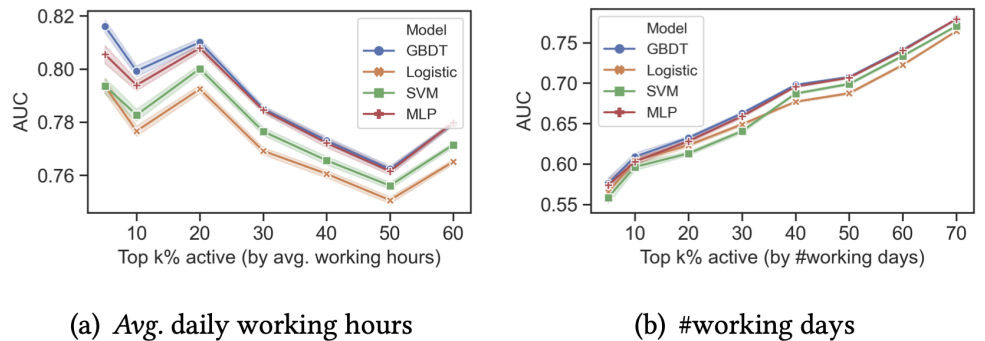 0.82
0.80
0.78
0.76
AUC
Model
GBDT
Logistic
SVM
MLP
10 20 30 40 50 60
Top k% active (by avg. working hours)
(a) Avg. daily working hours
0.75
0.70
0.65
0.60
0.55
AUC
Model
GBDT
Logistic
SVM
MLP
10 20 30 40 50 60 70
Top k% active (by #working days)
(b) #working days